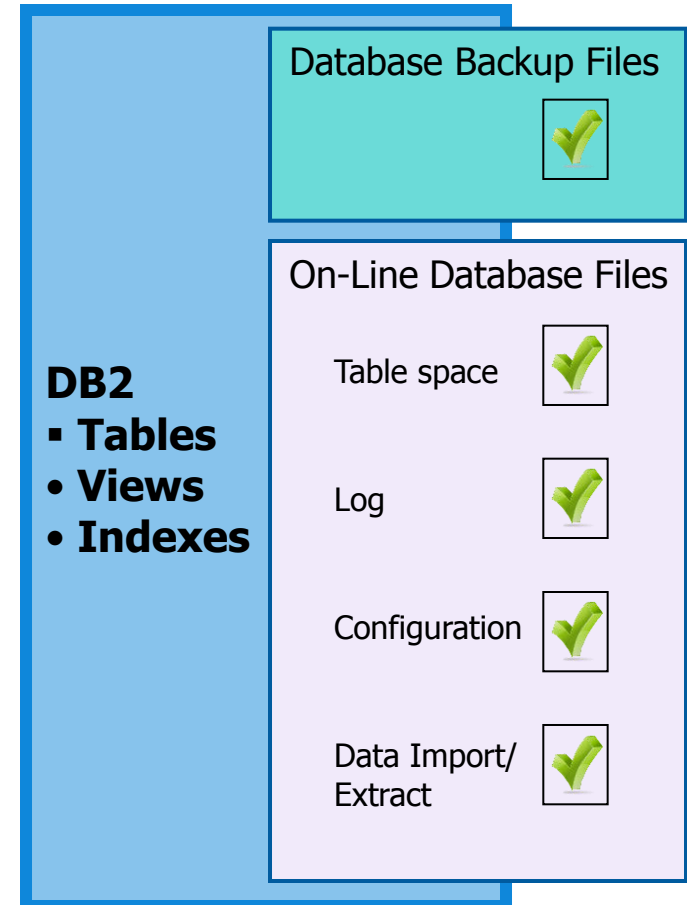 Database Backup Files
On-Line Database Files
DB2
▪ Tables
• Views
• Indexes
Table space
Log
Configuration
Data Import/
Extract